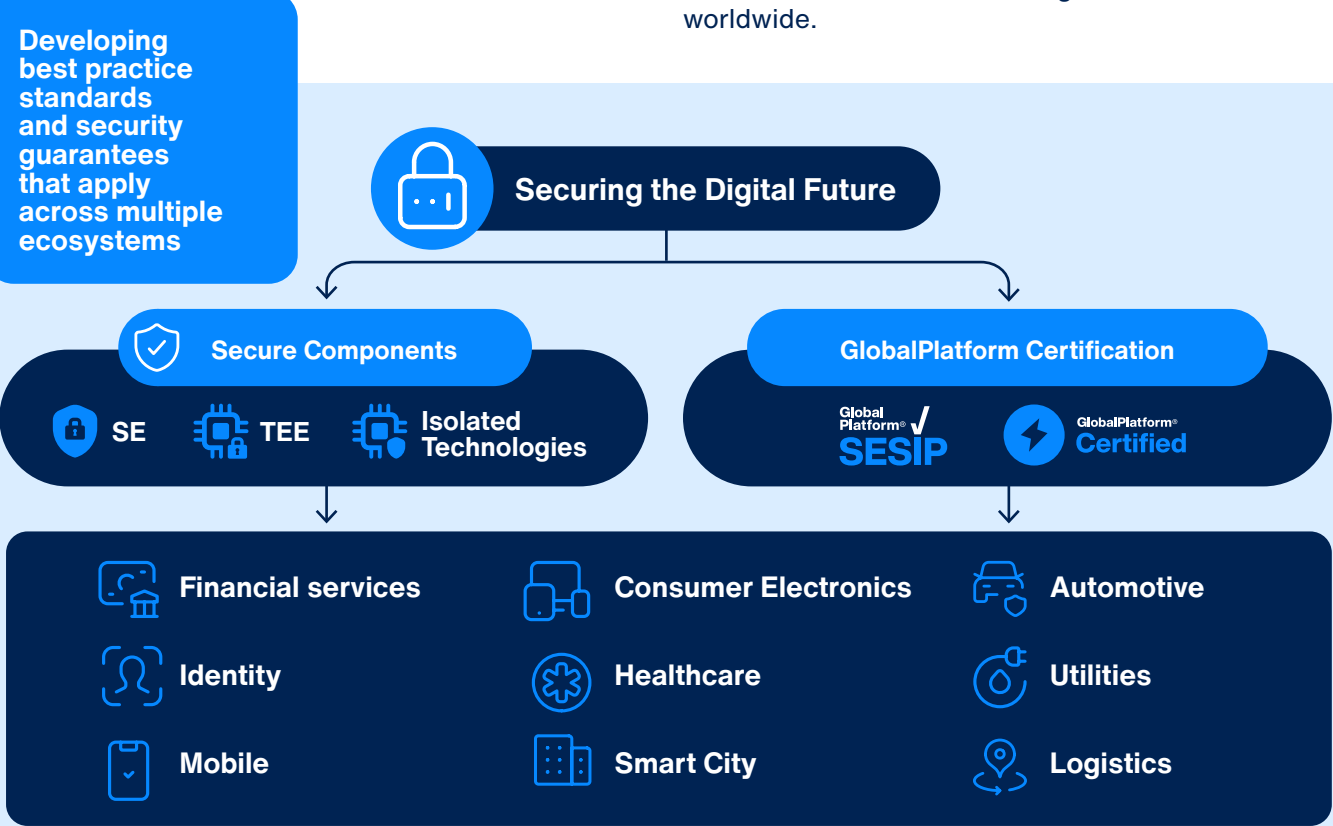 worldwide.
Developing
best practice
standards
and security
guarantees
that apply
across multiple
ecosystems
Securing the Digital Future
Secure Components
GlobalPlatform Certification
SE
TEE
Isolated
Technologies
Global
Platform®
SESIP
GlobalPlatform®
Certified
Financial services
Consumer Electronics
Automotive
Identity
Healthcare
Utilities
Mobile
Smart City
Logistics